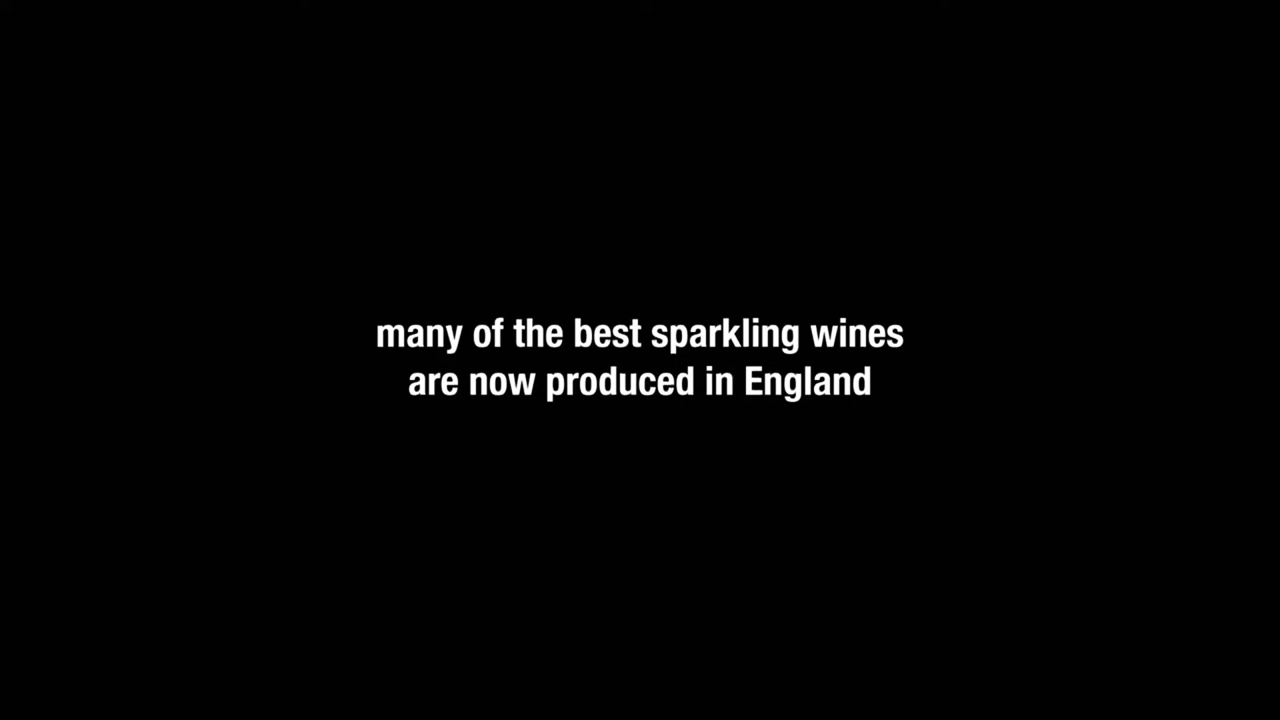 many of the best sparkling wines
are now produced in England